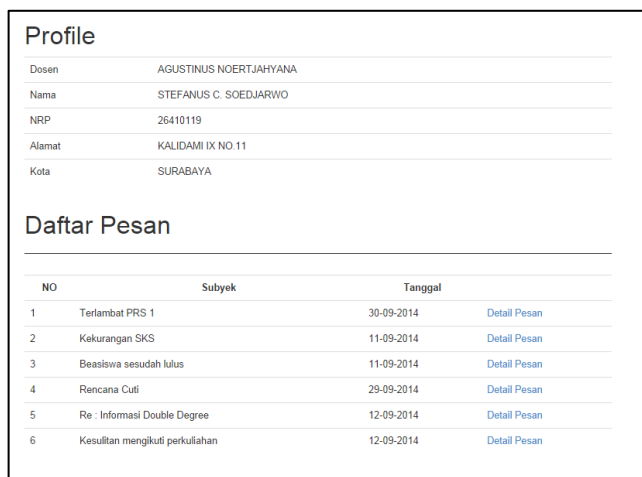 Profile
Dosen AGUSTINUS NOERTJAHYANA
Nama STEFANUS C. SOEDJARWO
NRP 26410119
Alamat KALIDAMI IX NO.11
Kota SURABAYA
Daftar Pesan
NO Subyek Tanggal
1 Terlambat PRS 1 30-09-2014 Detail Pesan
2 Kekurangan SKS 11-09-2014 Detail Pesan
3 Beasiswa sesudah lulus 11-09-2014 Detail Pesan
4 Rencana Cuti 29-09-2014 Detail Pesan
5 Re : Informasi Double Degree 12-09-2014 Detail Pesan
6 Kesulitan mengikuti perkuliahan 12-09-2014 Detail Pesan